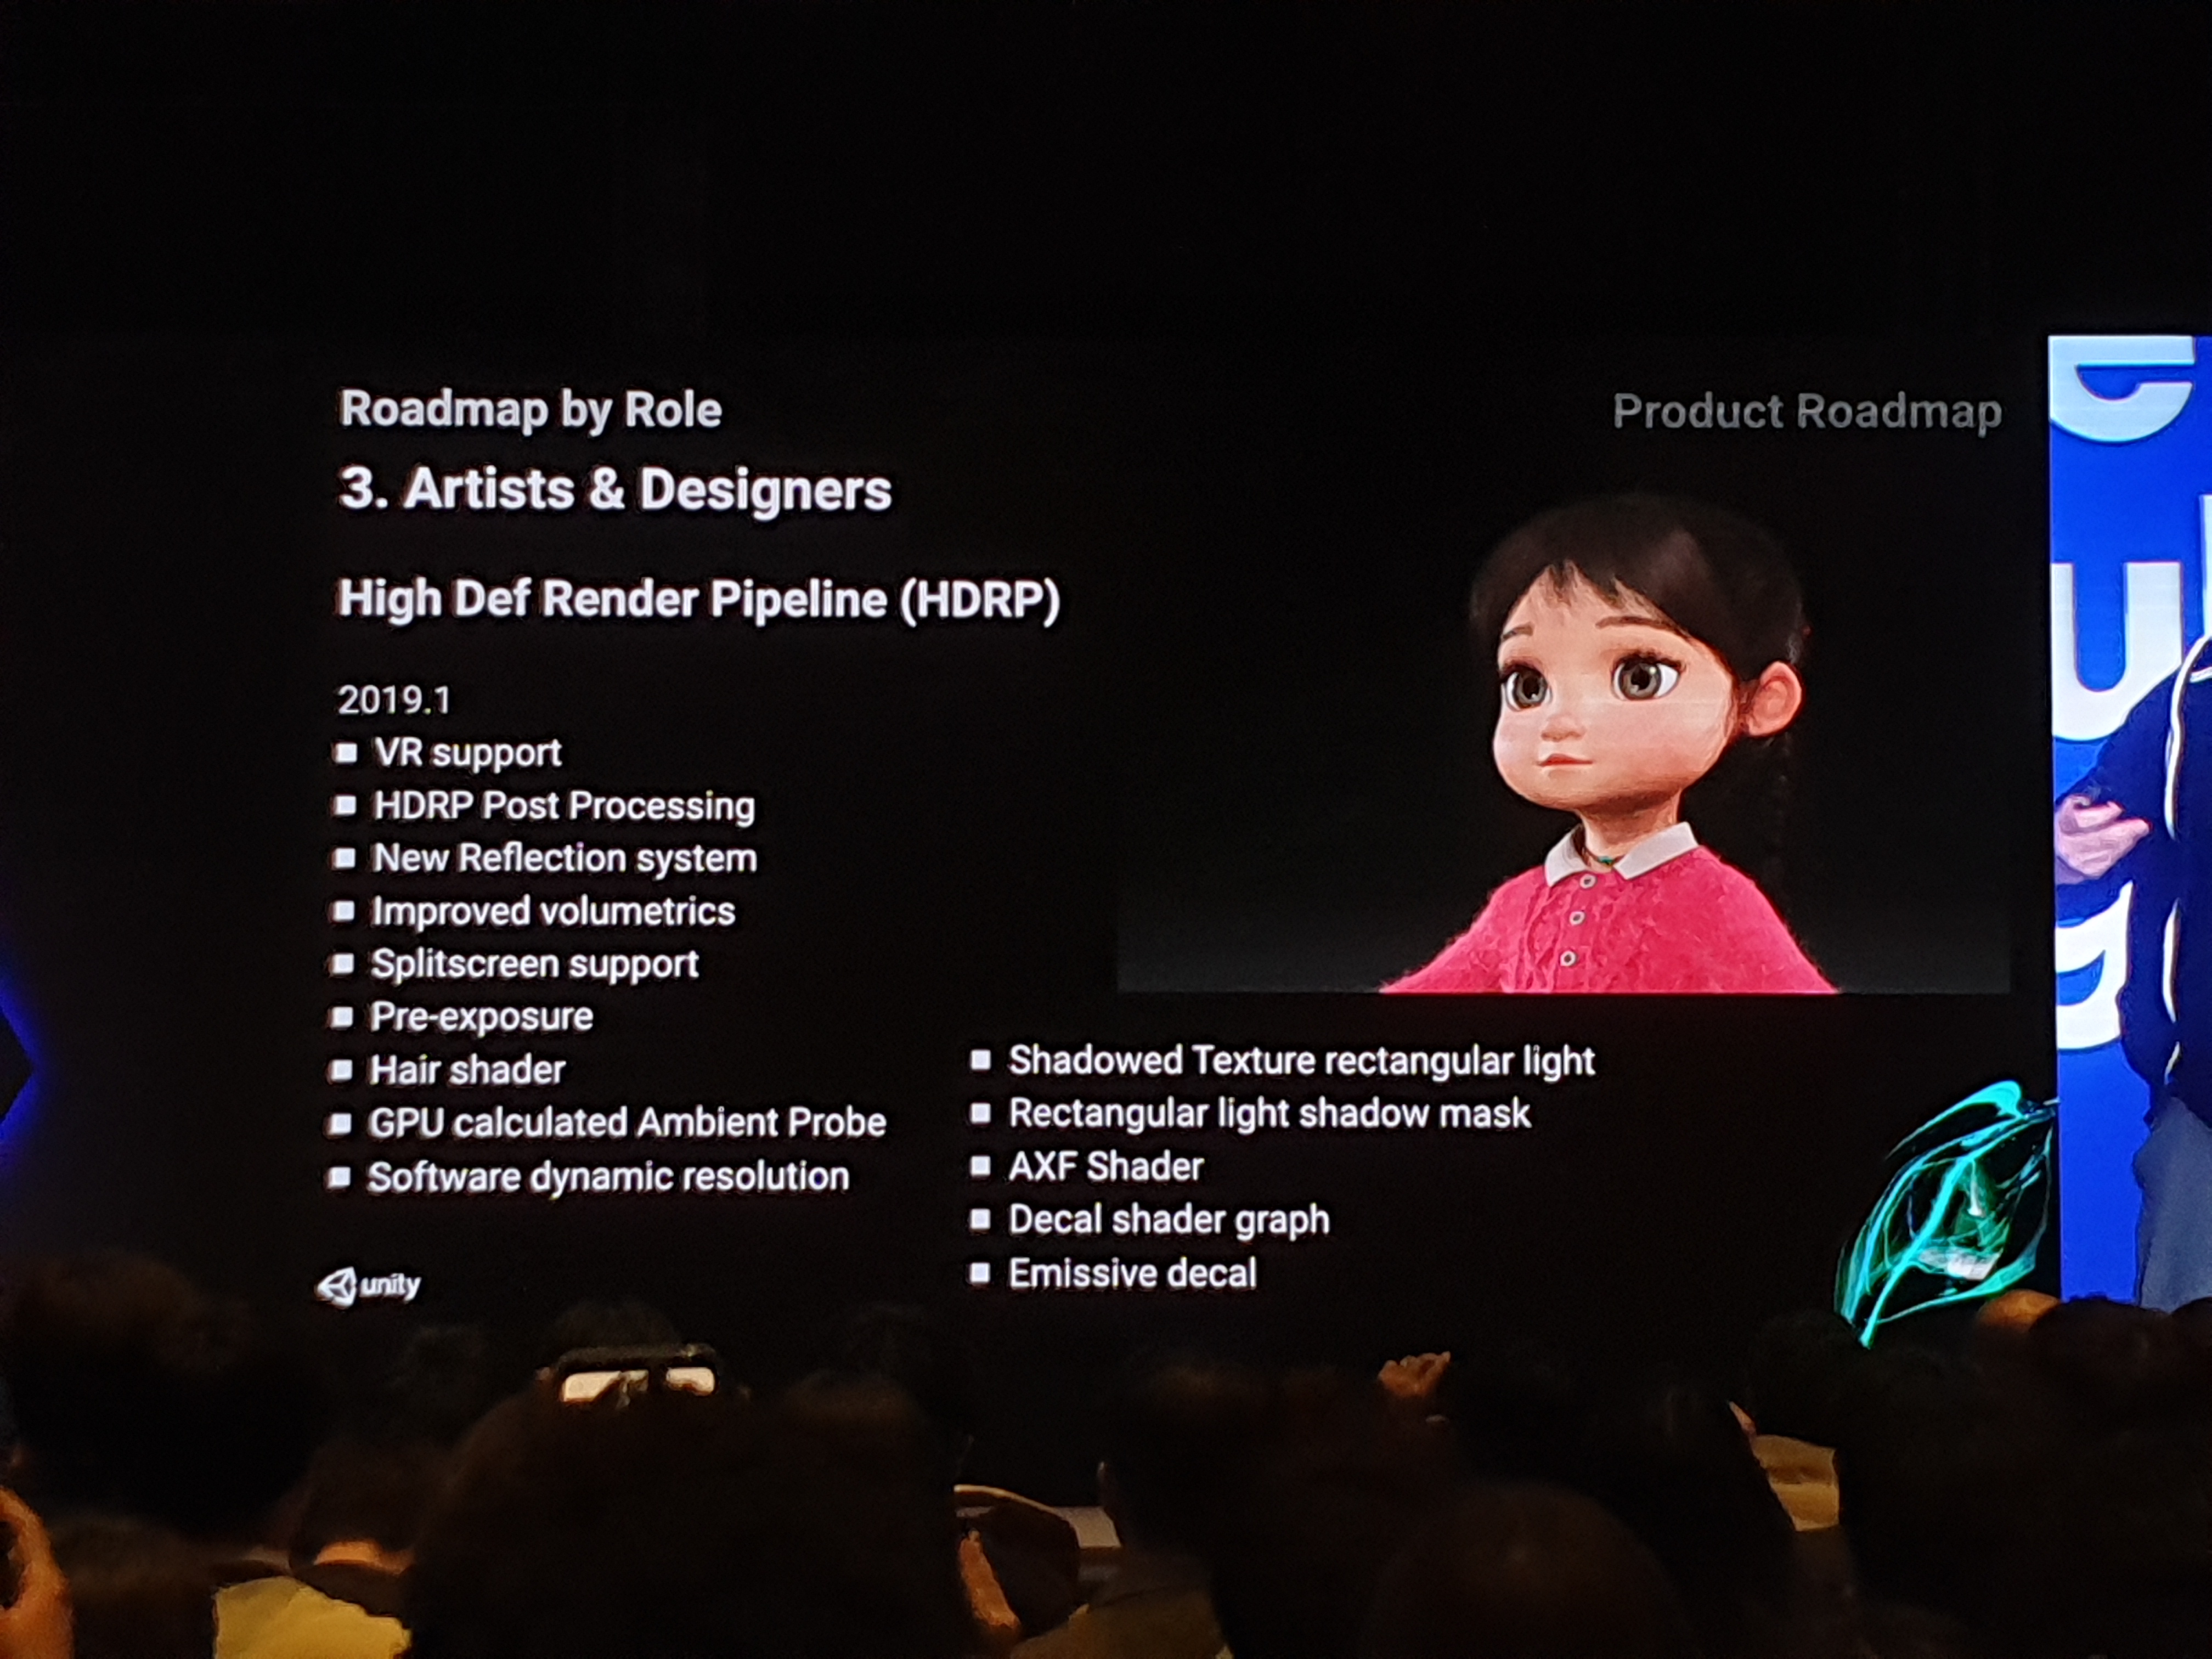 Roadmap by Role
Product Roadmap
3. Artists & Designers
High Def Render Pipeline (HDRP)
2019.1
VR support
HDRP Post Processing
New Reflection system
Improved volumetrics
Splitscreen support
Pre-exposure
Hair shader
GPU calculated Ambient Probe
Software dynamic resolution
Shadowed Texture rectangular light
Rectangular light shadow mask
AXF Shader
Decal shader graph
Emissive decal
unity